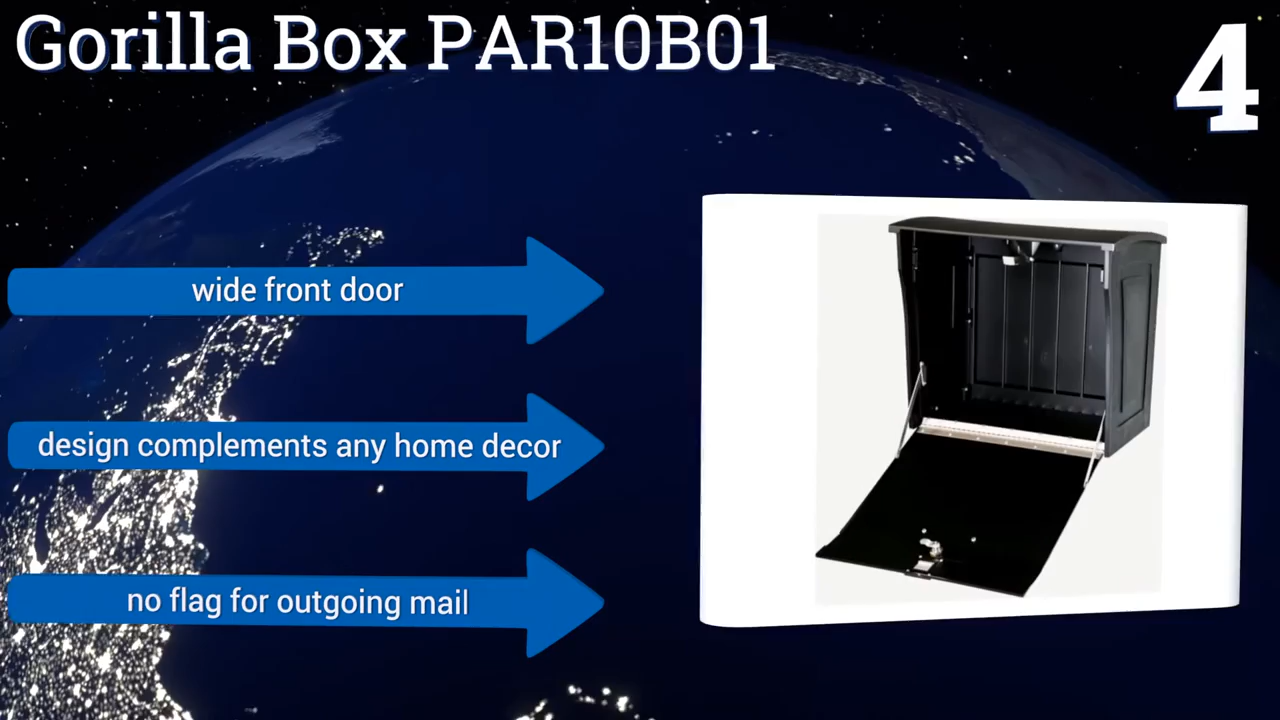 Gorilla Box PAR10B01
4
wide front door
design complements any home decor
no flag for outgoing mail